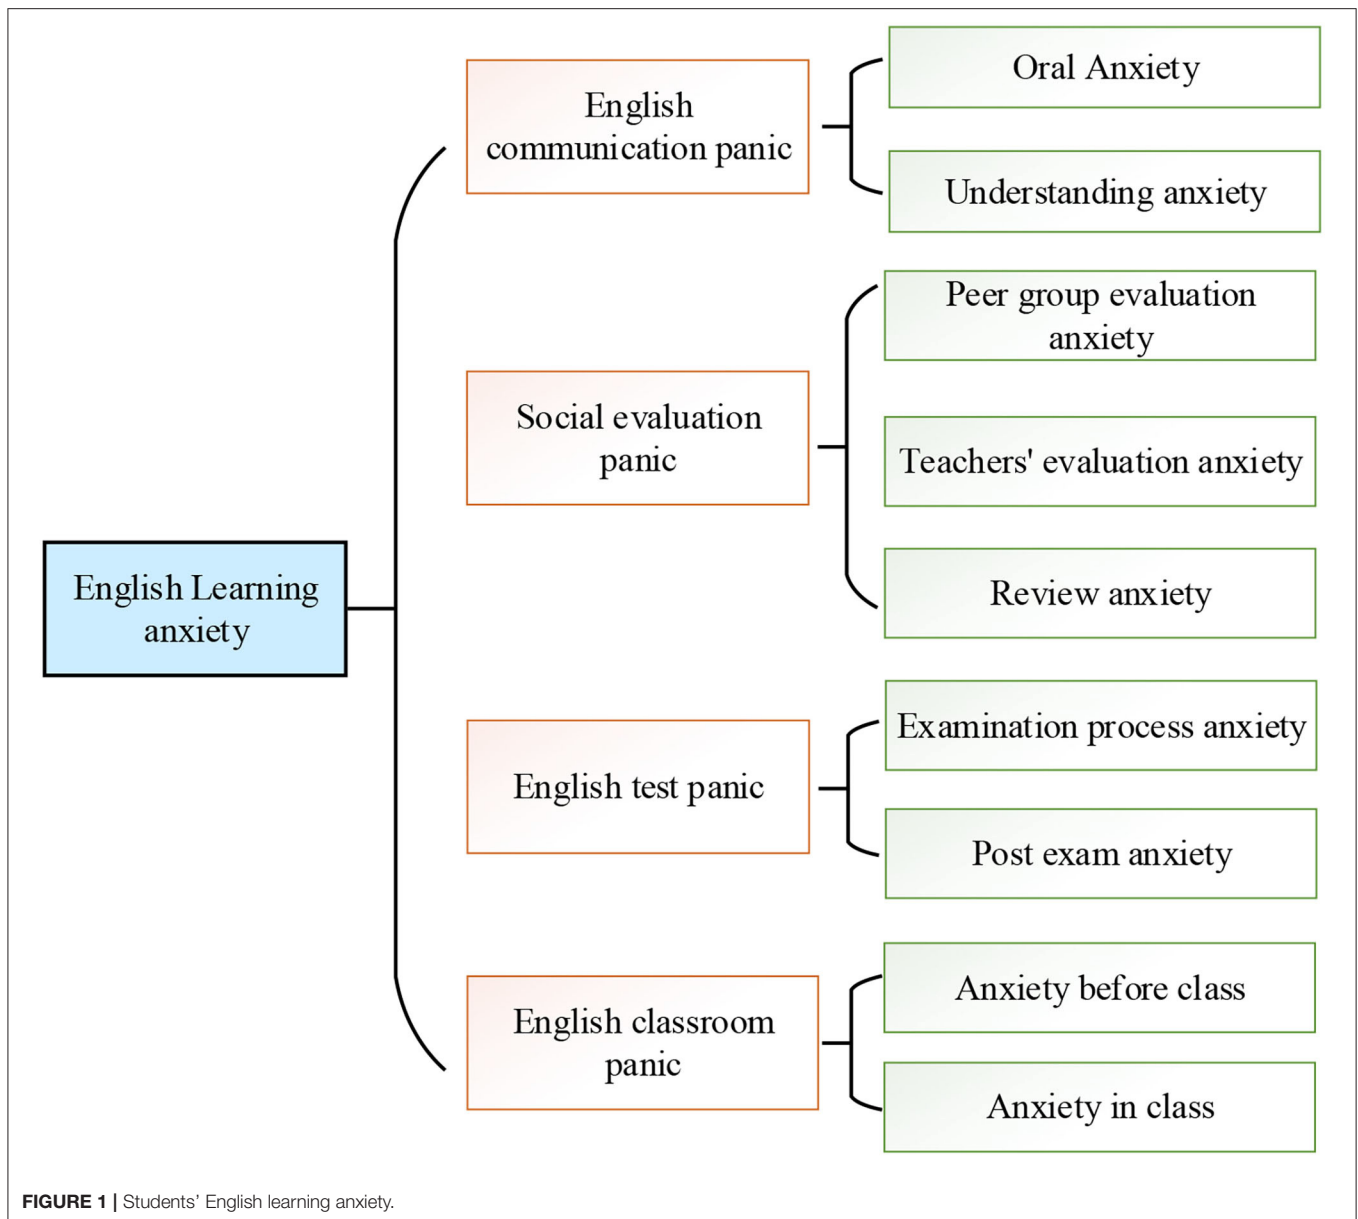 English
communication panic
Oral Anxiety
Understanding anxiety
Social evaluation
panic
Peer group evaluation
anxiety
Teachers' evaluation anxiety
Review anxiety
English Learning
anxiety
English test panic
Examination process anxiety
Post exam anxiety
English classroom
panic
Anxiety before class
Anxiety in class
FIGURE 1 | Students’ English learning anxiety.